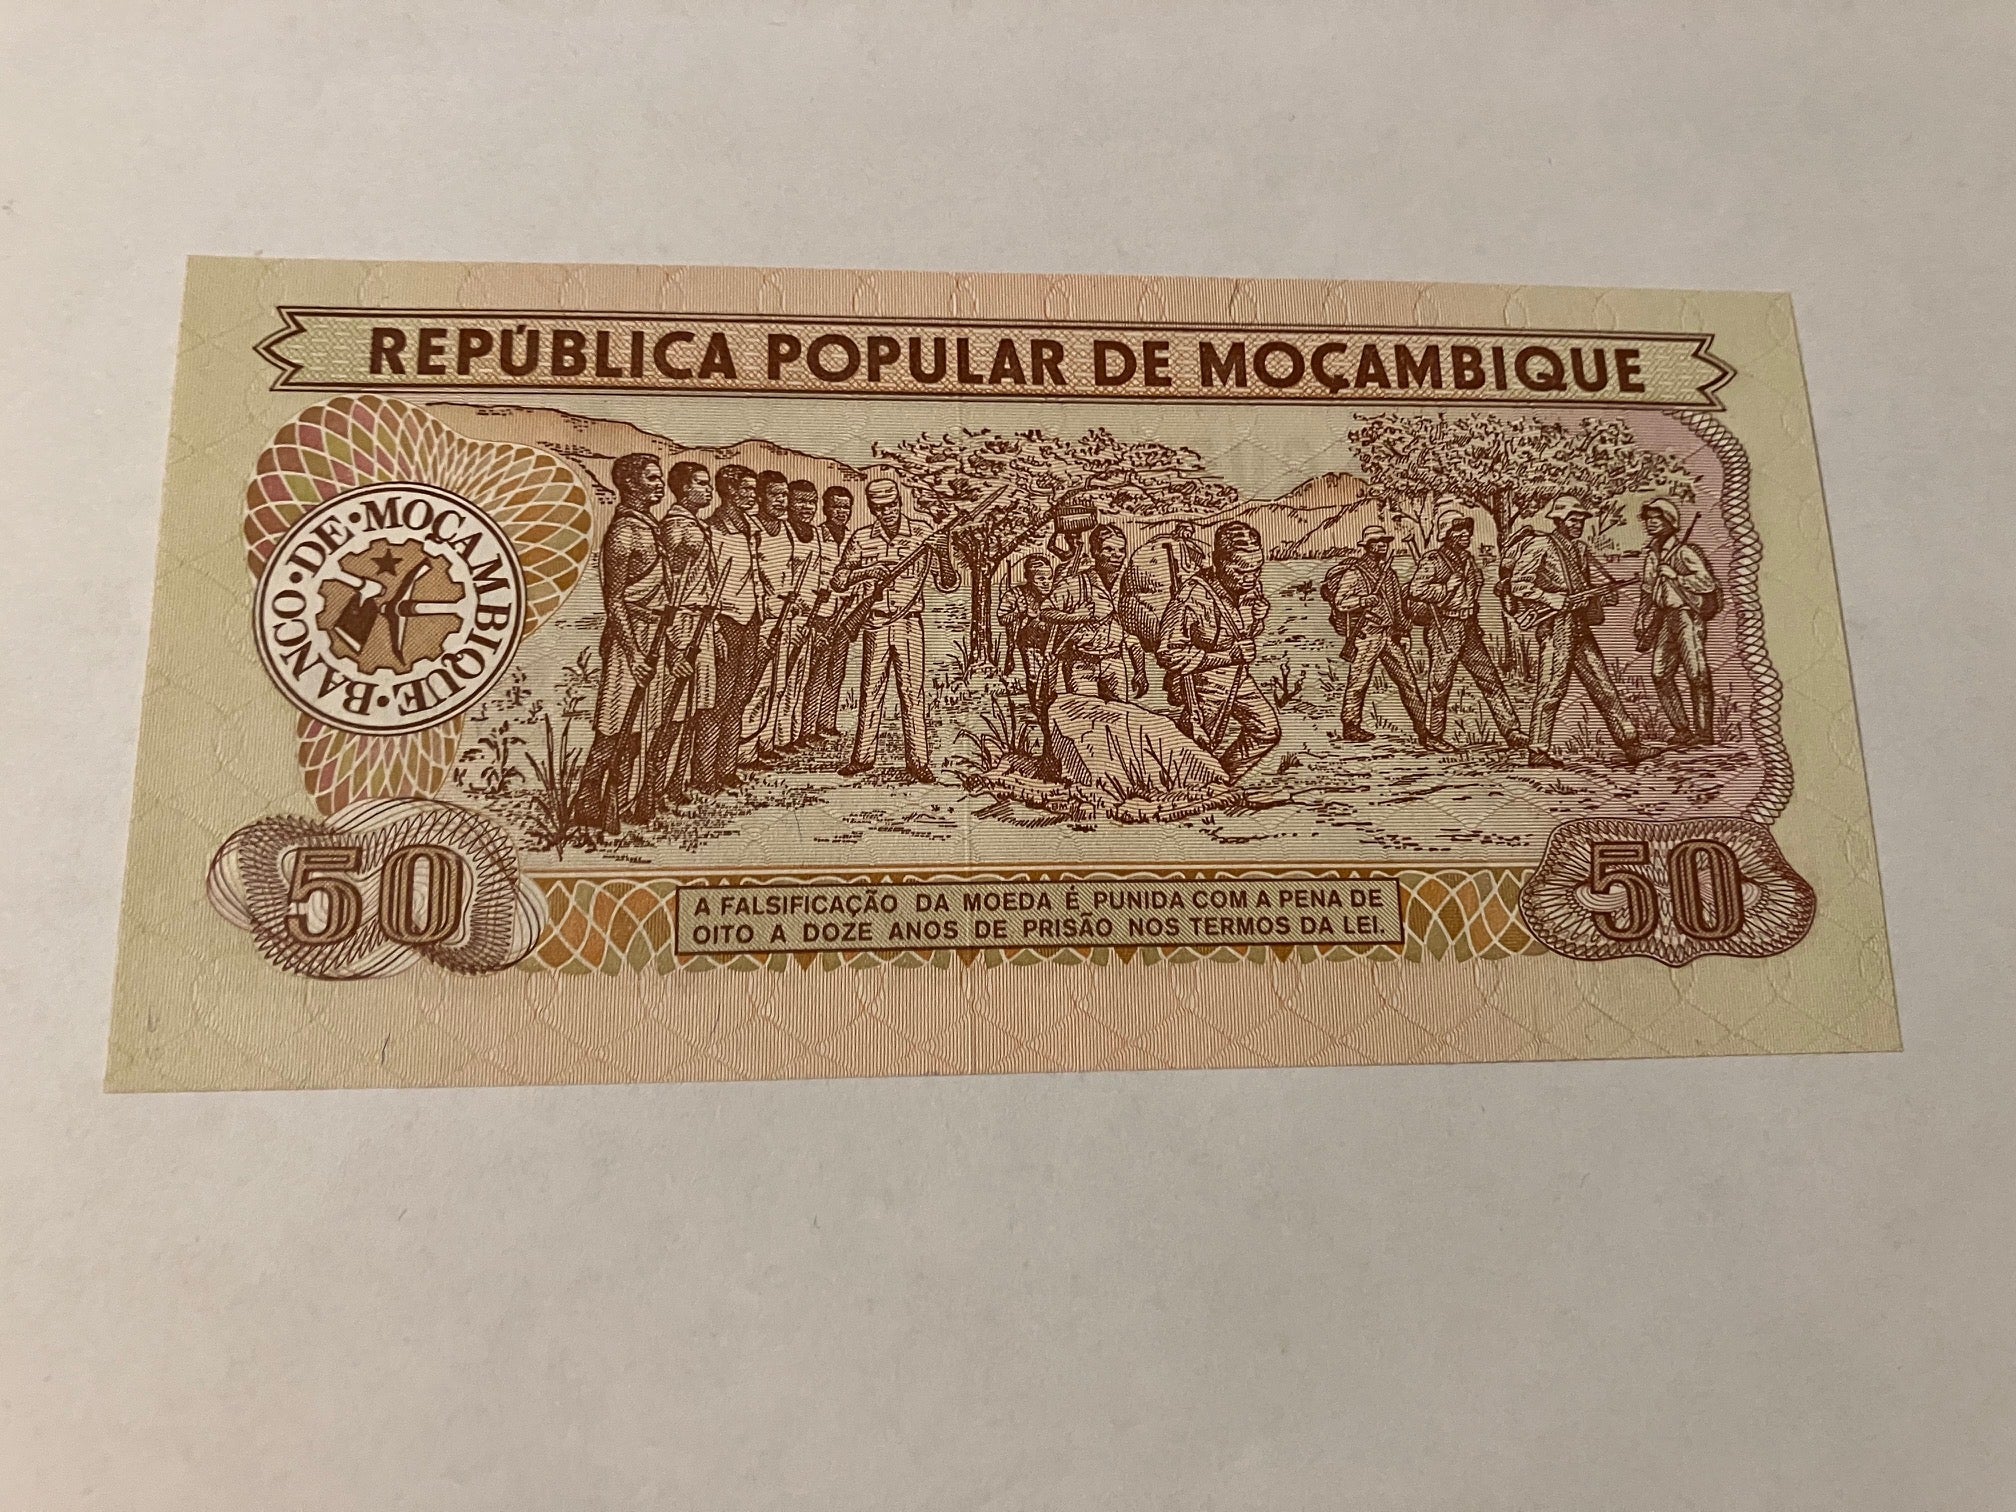 REPÚBLICA POPULAR DE MOÇAMBIQUE
BANCO·DE·MOÇAMBIQUE·
50
A FALSIFICAÇÃO DA MOEDA É PUNIDA COM A PENA DE
OITO A DOZE ANOS DE PRISÃO NOS TERMOS DA LEI.
50
BM